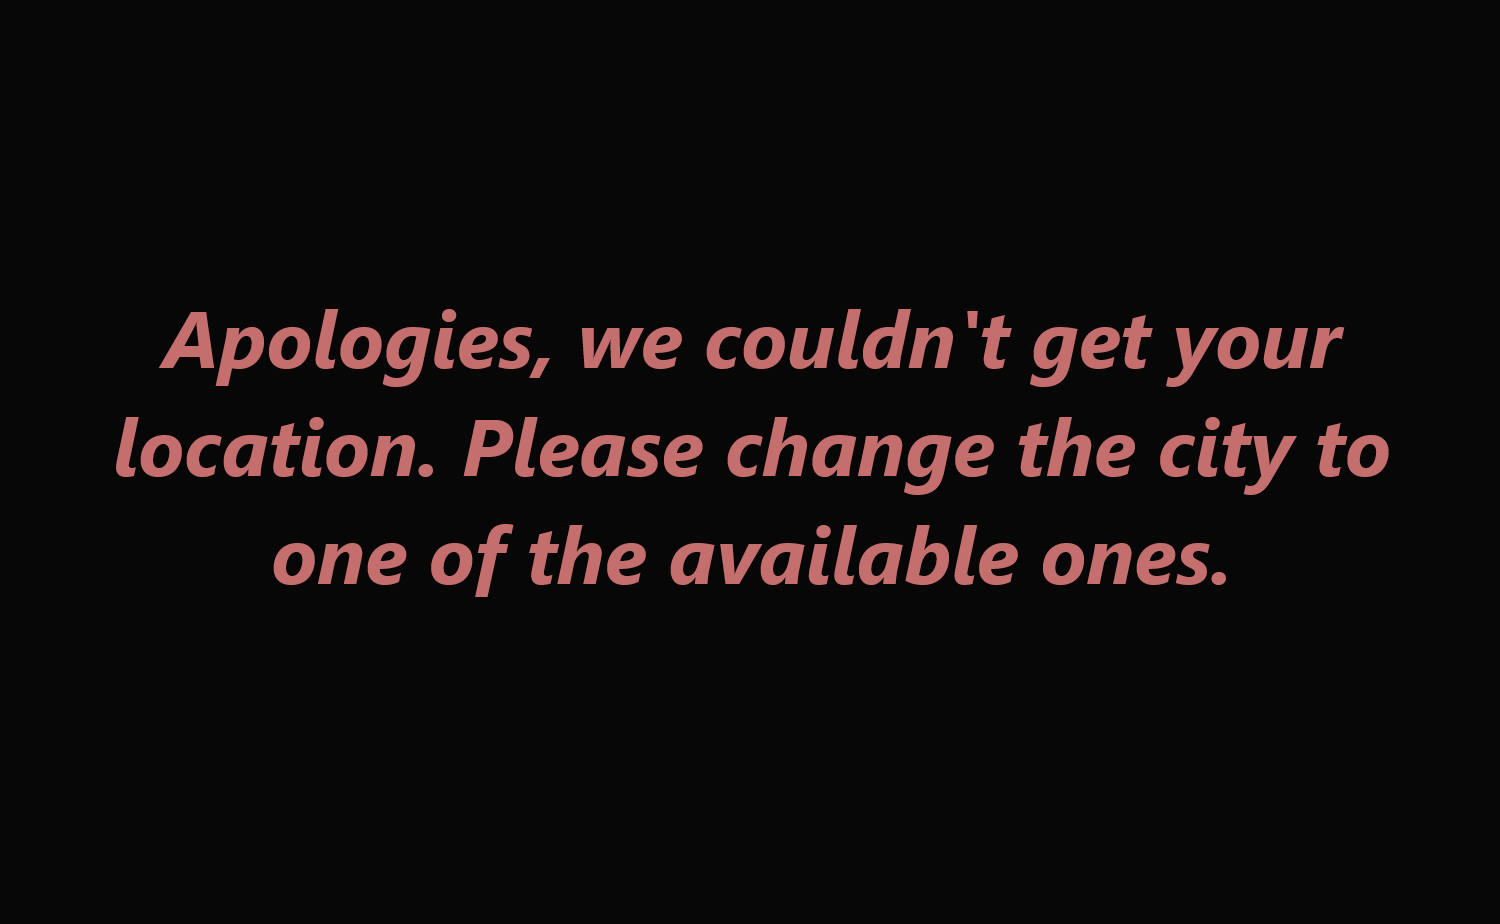 Apologies, we couldn't get your
location. Please change the city to
one of the available ones.